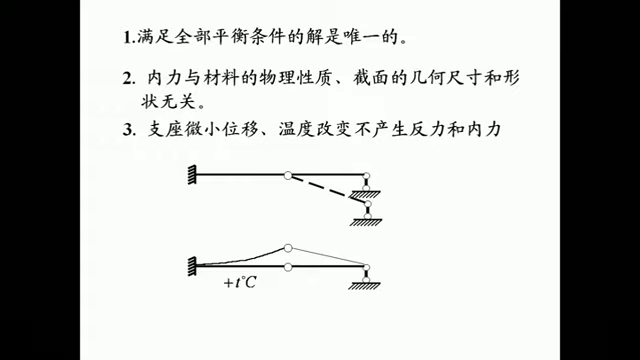 1.满足全部平衡条件的解是唯一的。
2. 内力与材料的物理性质、截面的几何尺寸和形
状无关。
3. 支座微小位移、温度改变不产生反力和内力
+t°C